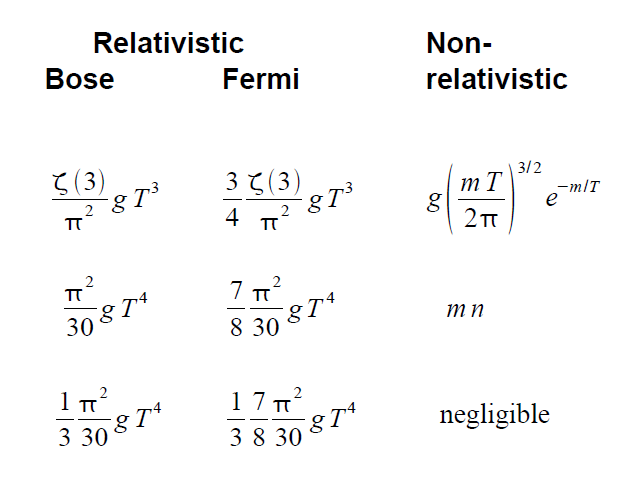 Relativistic Non-
Bose Fermi relativistic
ζ(3)/π² g T³ 3/4 ζ(3)/π² g T³ g(m T/2π)^3/2 e^−m/T
π²/30 g T⁴ 7/8 π²/30 g T⁴ m n
1/3 π²/30 g T⁴ 1/3 7/8 π²/30 g T⁴ negligible